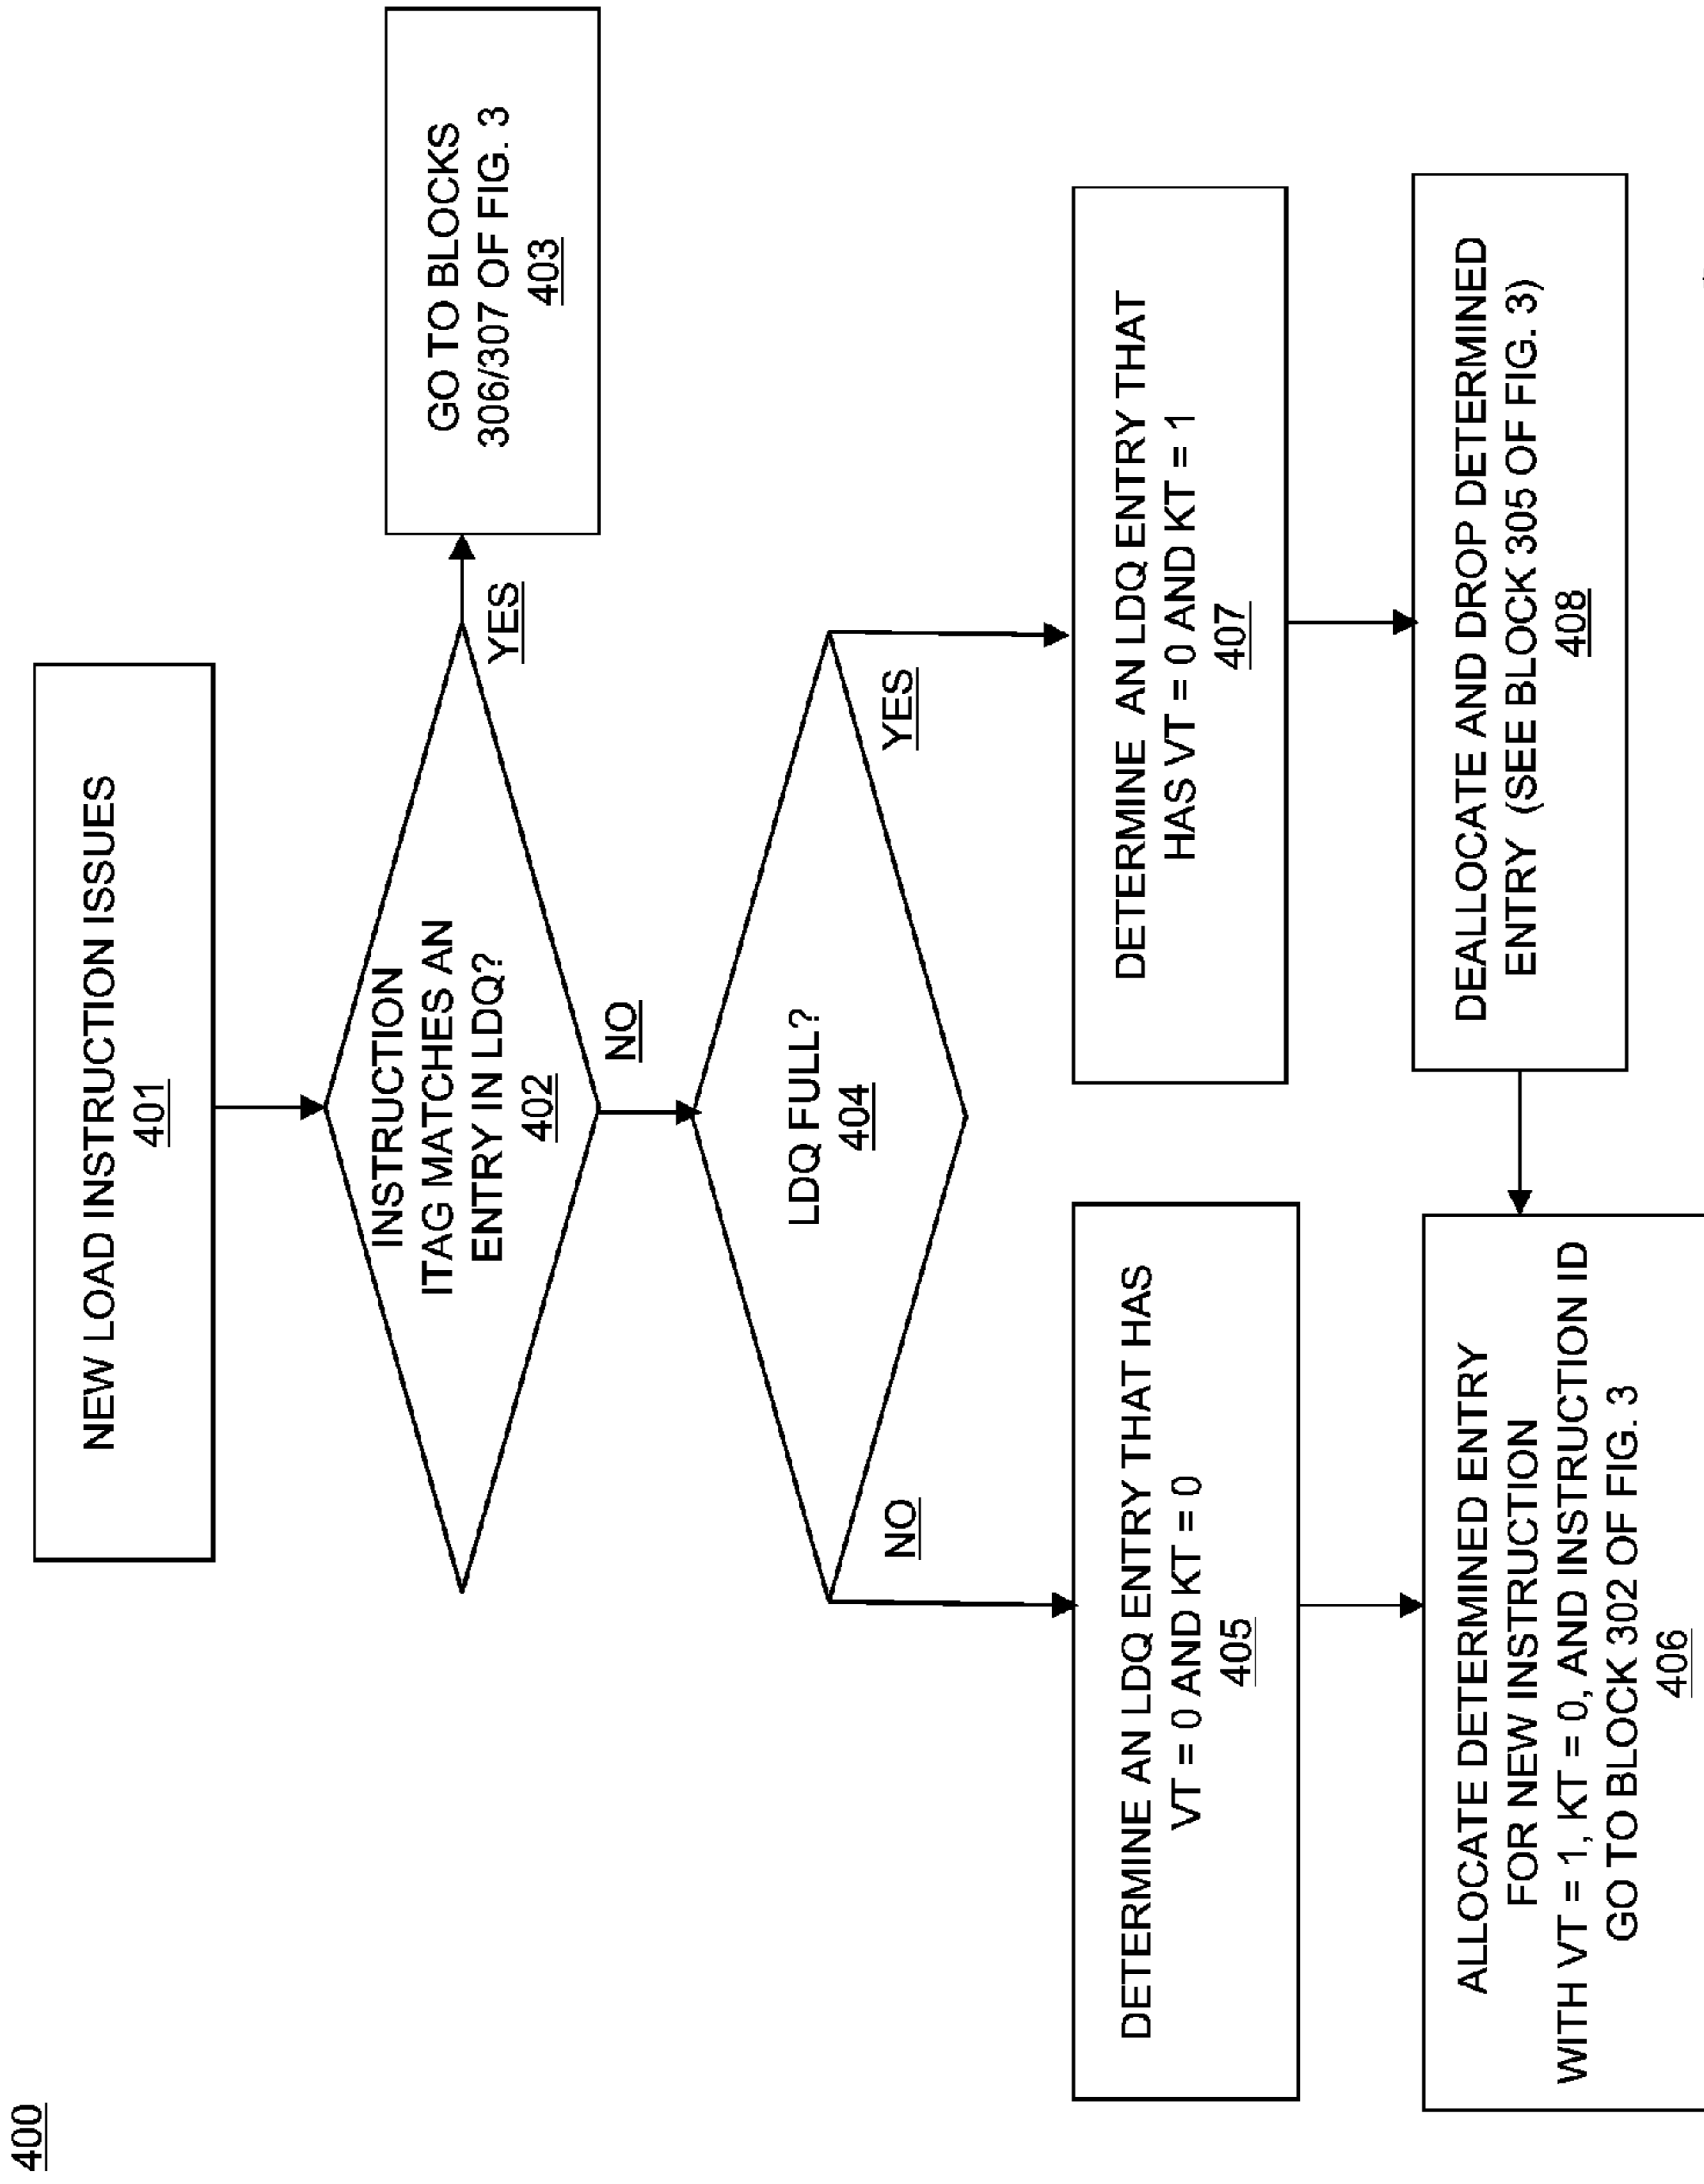 400
NEW LOAD INSTRUCTION ISSUES
401
INSTRUCTION
ITAG MATCHES AN
ENTRY IN LDQ?
402
YES
GO TO BLOCKS
306/307 OF FIG. 3
403
NO
LDQ FULL?
404
NO
YES
DETERMINE AN LDQ ENTRY THAT HAS
VT = 0 AND KT = 0
405
DETERMINE AN LDQ ENTRY THAT
HAS VT = 0 AND KT = 1
407
ALLOCATE DETERMINED ENTRY
FOR NEW INSTRUCTION
WITH VT = 1, KT = 0, AND INSTRUCTION ID
GO TO BLOCK 302 OF FIG. 3
406
DEALLOCATE AND DROP DETERMINED
ENTRY (SEE BLOCK 305 OF FIG. 3)
408